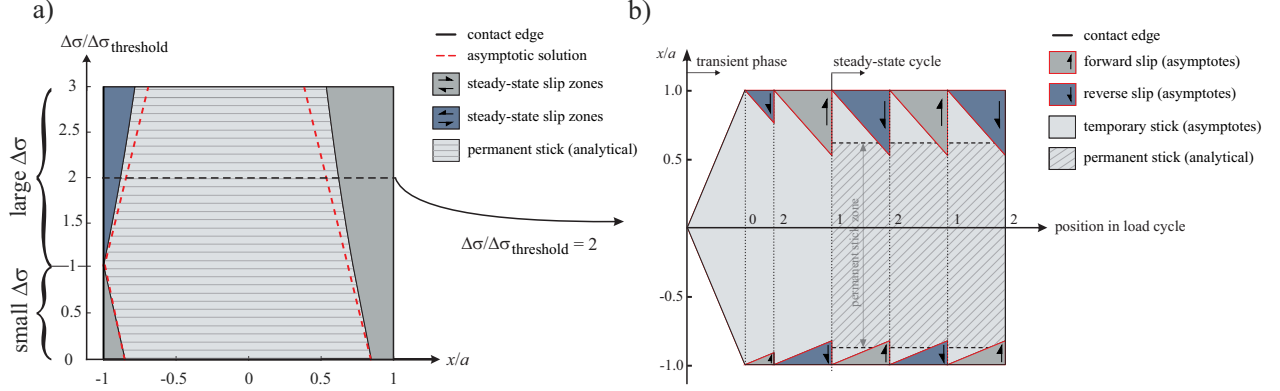 a)
Δσ/Δσthreshold
contact edge
asymptotic solution
steady-state slip zones
steady-state slip zones
permanent stick (analytical)
3
2.5
2
1.5
1
0.5
0
large Δσ
small Δσ
Δσ/Δσthreshold = 2
-1
-0.5
0
0.5
1
x/a
b)
x/a
transient phase
steady-state cycle
contact edge
forward slip (asymptotes)
reverse slip (asymptotes)
temporary stick (asymptotes)
permanent stick (analytical)
1.0
0.5
0
-0.5
-1.0
0
2
1
2
1
2
position in load cycle
permanent stick zone